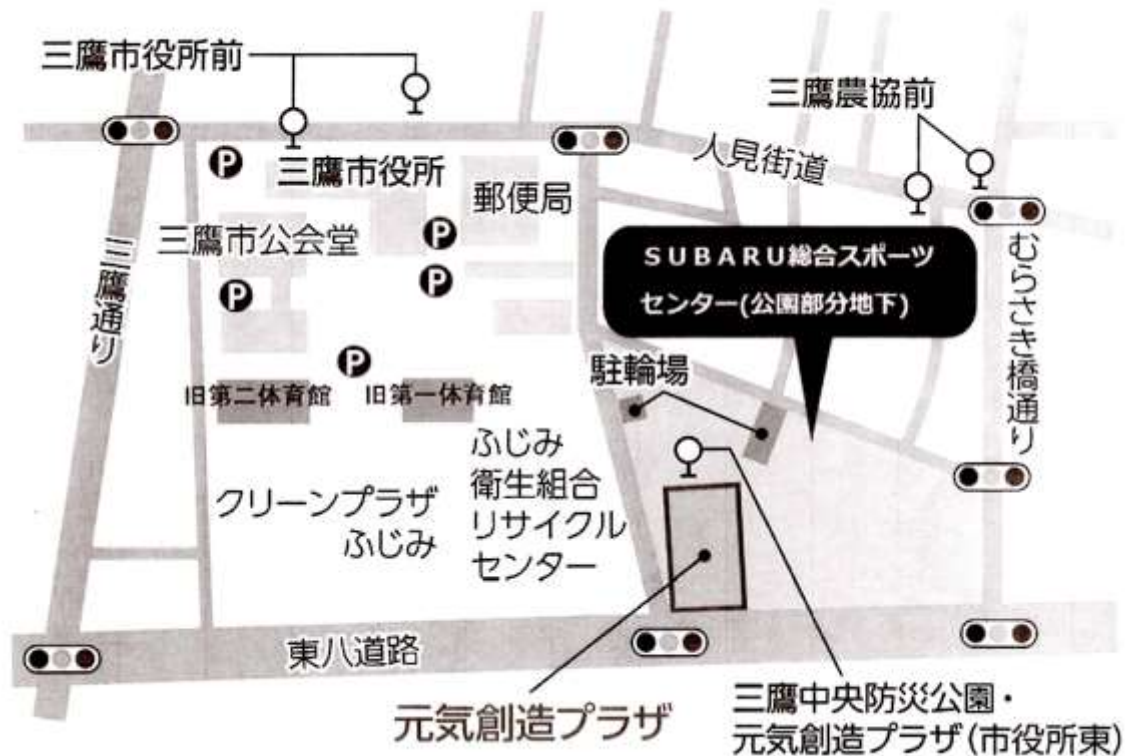 三鷹市役所前
三鷹農協前
人見街道
P
三鷹市役所
郵便局
三鷹市公会堂
P
P
P
SUBARU総合スポーツ
センター(公園部分地下)
三鷹通り
むらさき橋通り
駐輪場
P
旧第二体育館
旧第一体育館
ふじみ
衛生組合
リサイクル
センター
クリーンプラザ
ふじみ
東八道路
元気創造プラザ
三鷹中央防災公園・
元気創造プラザ(市役所東)